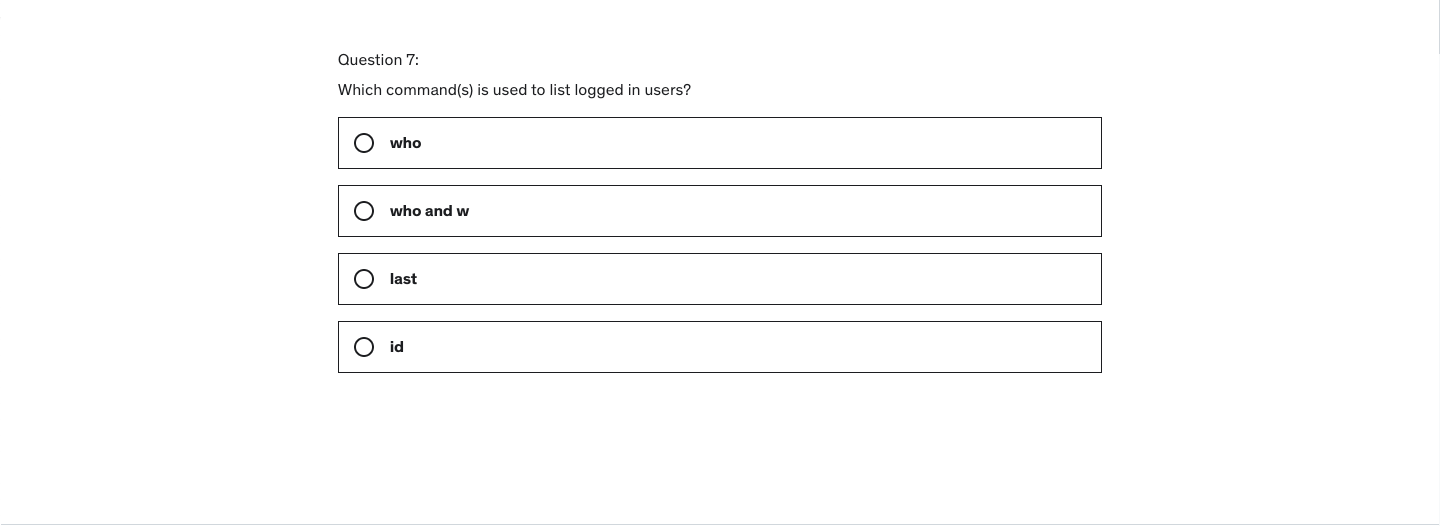 Question 7:
Which command(s) is used to list logged in users?
who
who and w
last
id